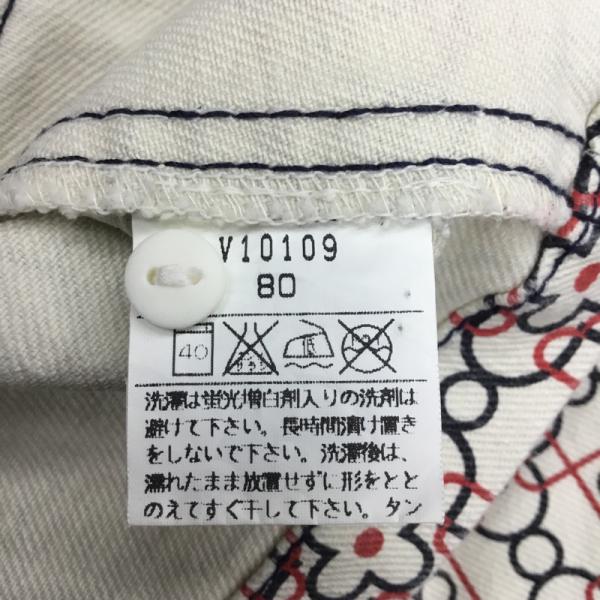 V10109
80
40 低
洗濯は蛍光増白剤入りの洗剤は
避けて下さい。長時間漬け置き
をしないで下さい。洗濯後は、
濡れたまま放置せずに形をとと
のえてすぐ干して下さい。タン